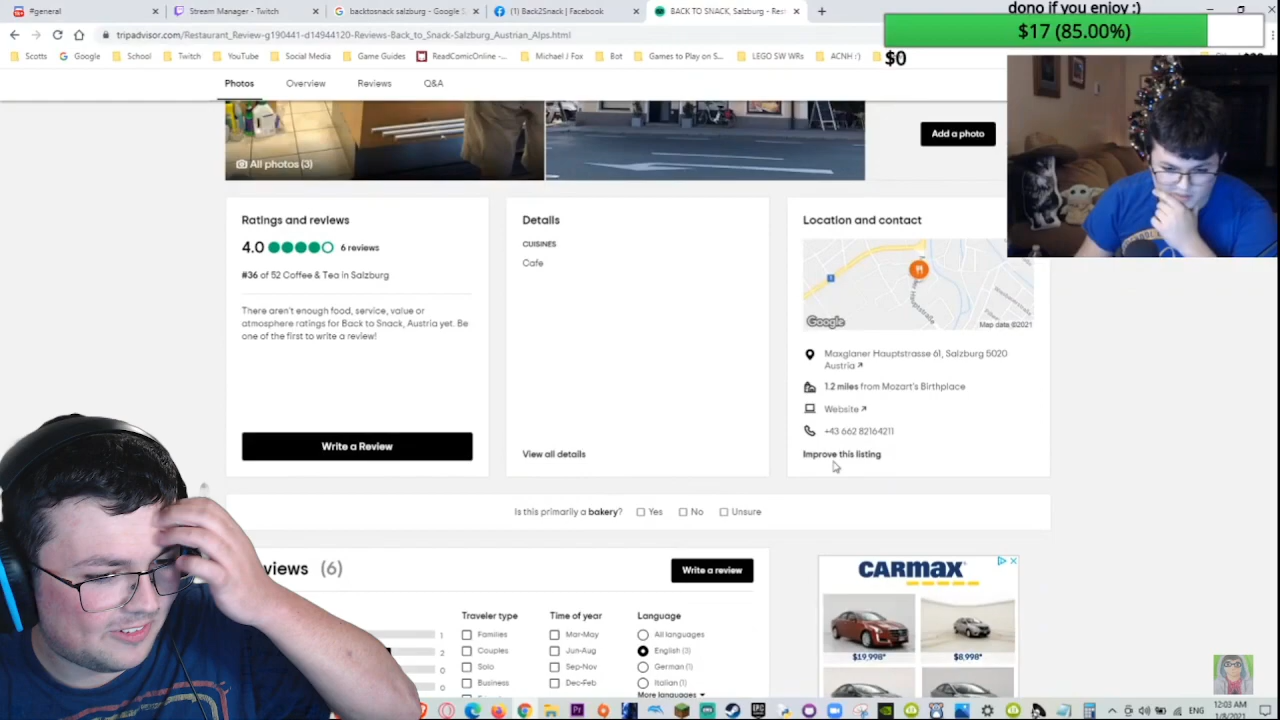 dono if you enjoy :)
#general
Stream Manager - Twitch
backtosnack salzburg - Google S
(1) Back2Snack | Facebook
BACK TO SNACK, Salzburg - Res
$17 (85.00%)
tripadvisor.com/Restaurant_Review-g190441-d14944120-Reviews-Back_to_Snack-Salzburg_Austrian_Alps.html
$0
Scotts
Google
School
Twitch
YouTube
Social Media
Game Guides
ReadComicOnline -...
Michael / Fox
Bot
Games to Play on S...
LEGO SW WRs
ACNH :)
Photos
Overview
Reviews
Q&A
All photos (3)
Add a photo
Ratings and reviews
4.0
6 reviews
#36 of 52 Coffee & Tea in Salzburg
There aren't enough food, service, value or
atmosphere ratings for Back to Snack, Austria yet. Be
one of the first to write a review!
Write a Review
Details
CUISINES
Cafe
View all details
Location and contact
Google
Map data ©2021
Maxglaner Hauptstrasse 61, Salzburg 5020
Austria
1.2 miles from Mozart's Birthplace
Website
+43 662 82164211
Improve this listing
Is this primarily a bakery?
Yes
No
Unsure
views (6)
Write a review
Traveler type
Time of year
Language
1
Families
Mar-May
All languages
2
Couples
Jun-Aug
English (3)
0
Solo
Sep-Nov
German (1)
0
Business
Dec-Feb
Italian (1)
More languages
CARMAX
$19,998*
$8,998*
ENG
12:03 AM
1/8/2021